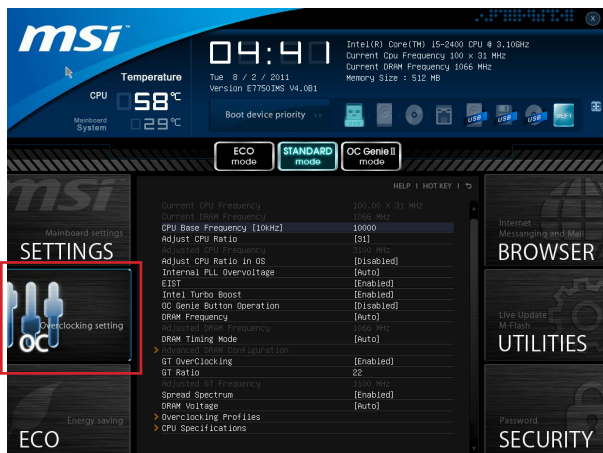 msi
04:41
Temperature
CPU 58°C
Mainboard
System 29°C
Tue 8 / 2 / 2011
Version E7750IMS V4.0B1
Intel(R) Core(TM) i5-2400 CPU @ 3.10GHz
Current Cpu Frequency 100 x 31 MHz
Current DRAM Frequency 1066 MHz
Memory Size : 512 MB
Boot device priority
USB
USB
USB
USB
UEFI
ECO
mode
STANDARD
mode
OC Genie II
mode
HELP | HOT KEY |
msi
Mainboard settings
SETTINGS
Overclocking setting
OC
Energy saving
ECO
Current CPU Frequency 100.00 X 31 MHz
Current DRAM Frequency 1066 MHz
CPU Base Frequency [10kHz] 10000
Adjust CPU Ratio [31]
Adjusted CPU Frequency 3100 MHz
Adjust CPU Ratio in OS [Disabled]
Internal PLL Overvoltage [Auto]
EIST [Enabled]
Intel Turbo Boost [Enabled]
OC Genie Button Operation [Disabled]
DRAM Frequency [Auto]
Adjusted DRAM Frequency 1066 MHz
DRAM Timing Mode [Auto]
Advanced DRAM Configuration
GT OverClocking [Enabled]
GT Ratio 22
Adjusted GT Frequency 1100 MHz
Spread Spectrum [Enabled]
DRAM Voltage [Auto]
Overclocking Profiles
CPU Specifications
Internet
Messanging and Mail
BROWSER
Live Update
M-Flash
UTILITIES
Password
SECURITY